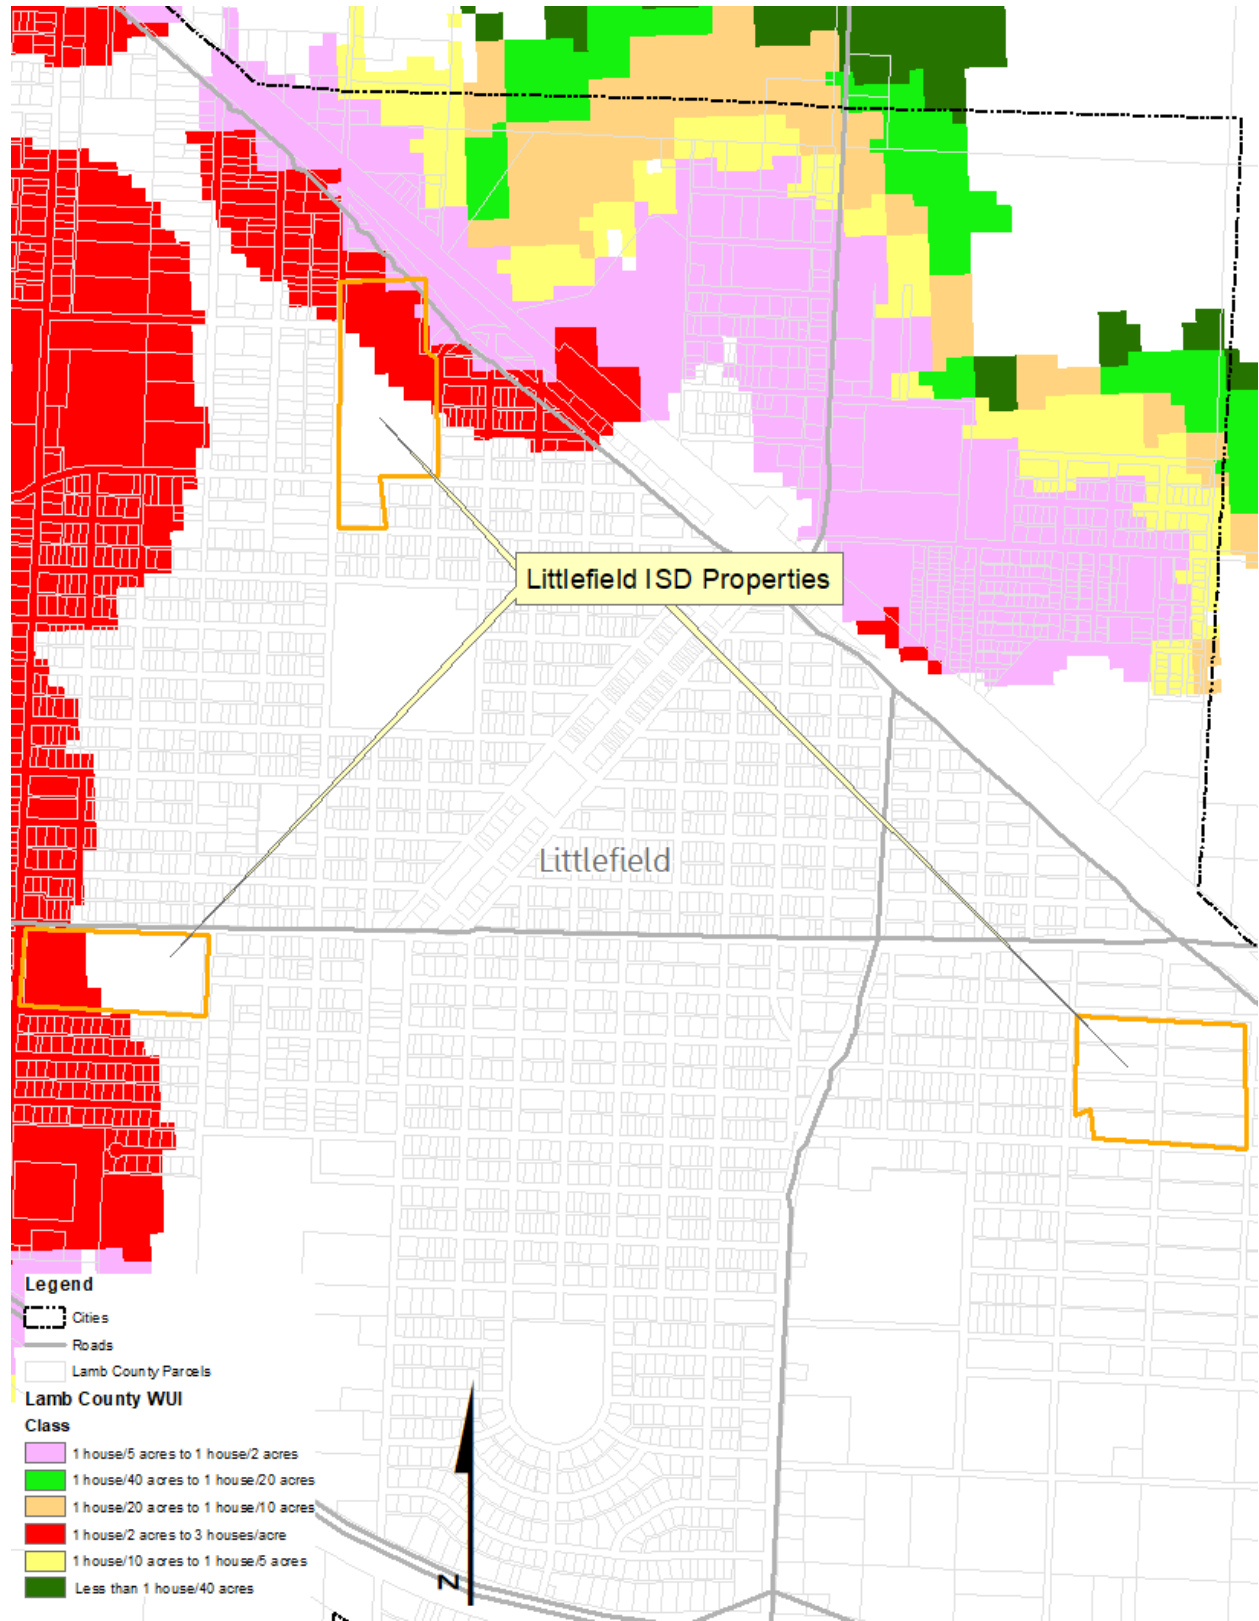 Littlefield ISD Properties
Littlefield
Legend
Cities
Roads
Lamb County Parcels
Lamb County WUI
Class
1 house/5 acres to 1 house/2 acres
1 house/40 acres to 1 house/20 acres
1 house/20 acres to 1 house/10 acres
1 house/2 acres to 3 houses/acre
1 house/10 acres to 1 house/5 acres
Less than 1 house/40 acres
N